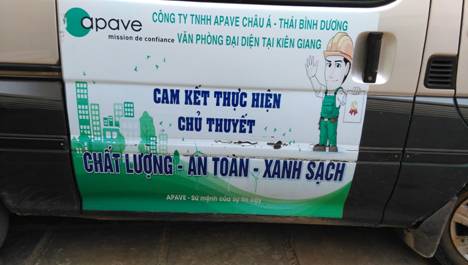 apave
mission de confiance
CÔNG TY TNHH APAVE CHÂU Á - THÁI BÌNH DƯƠNG
VĂN PHÒNG ĐẠI DIỆN TẠI KIÊN GIANG
CAM KẾT THỰC HIỆN
CHỦ THUYẾT
CHẤT LƯỢNG - AN TOÀN - XANH SẠCH
APAVE - Sứ mệnh của sự tin cậy